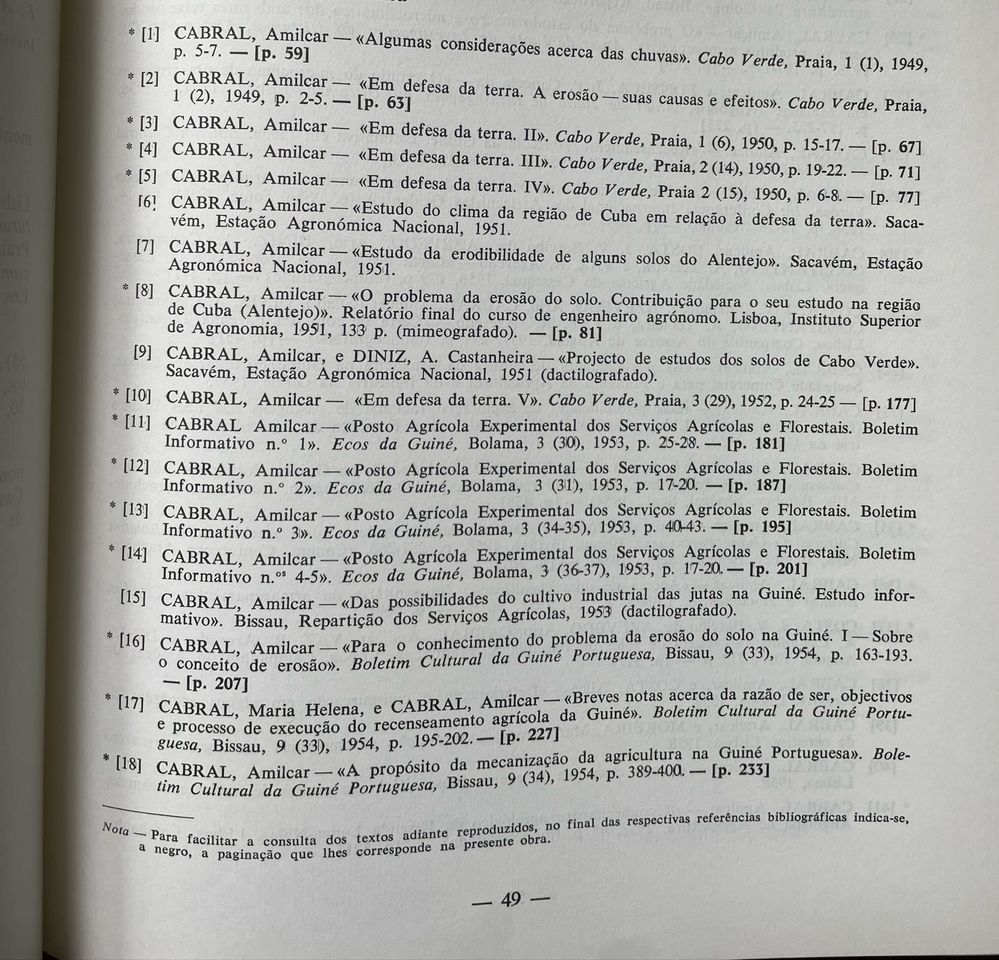 * [1] CABRAL, Amilcar — «Algumas considerações acerca das chuvas». Cabo Verde, Praia, 1 (1), 1949,
p. 5-7. — [p. 59]
* [2] CABRAL, Amilcar — «Em defesa da terra. A erosão — suas causas e efeitos». Cabo Verde, Praia,
1 (2), 1949, p. 2-5. — [p. 63]
* [3] CABRAL, Amilcar — «Em defesa da terra. II». Cabo Verde, Praia, 1 (6), 1950, p. 15-17. — [p. 67]
* [4] CABRAL, Amilcar — «Em defesa da terra. III». Cabo Verde, Praia, 2 (14), 1950, p. 19-22. — [p. 71]
* [5] CABRAL, Amilcar — «Em defesa da terra. IV». Cabo Verde, Praia 2 (15), 1950, p. 6-8. — [p. 77]
[6] CABRAL, Amilcar — «Estudo do clima da região de Cuba em relação à defesa da terra». Saca-
vém, Estação Agronómica Nacional, 1951.
[7] CABRAL, Amilcar — «Estudo da erodibilidade de alguns solos do Alentejo». Sacavém, Estação
Agronómica Nacional, 1951.
* [8] CABRAL, Amilcar — «O problema da erosão do solo. Contribuição para o seu estudo na região
de Cuba (Alentejo)». Relatório final do curso de engenheiro agrónomo. Lisboa, Instituto Superior
de Agronomia, 1951, 133 p. (mimeografado). — [p. 81]
[9] CABRAL, Amilcar, e DINIZ, A. Castanheira — «Projecto de estudos dos solos de Cabo Verde».
Sacavém, Estação Agronómica Nacional, 1951 (dactilografado).
* [10] CABRAL, Amilcar — «Em defesa da terra. V». Cabo Verde, Praia, 3 (29), 1952, p. 24-25 — [p. 177]
* [11] CABRAL Amilcar — «Posto Agrícola Experimental dos Serviços Agrícolas e Florestais. Boletim
Informativo n.º 1». Ecos da Guiné, Bolama, 3 (30), 1953, p. 25-28. — [p. 181]
* [12] CABRAL, Amilcar — «Posto Agrícola Experimental dos Serviços Agrícolas e Florestais. Boletim
Informativo n.º 2». Ecos da Guiné, Bolama, 3 (31), 1953, p. 17-20. — [p. 187]
* [13] CABRAL, Amilcar — «Posto Agrícola Experimental dos Serviços Agrícolas e Florestais. Boletim
Informativo n.º 3». Ecos da Guiné, Bolama, 3 (34-35), 1953, p. 40-43. — [p. 195]
* [14] CABRAL, Amilcar — «Posto Agrícola Experimental dos Serviços Agrícolas e Florestais. Boletim
Informativo n.ºs 4-5». Ecos da Guiné, Bolama, 3 (36-37), 1953, p. 17-20. — [p. 201]
[15] CABRAL, Amilcar — «Das possibilidades do cultivo industrial das jutas na Guiné. Estudo infor-
mativo». Bissau, Repartição dos Serviços Agrícolas, 1953 (dactilografado).
* [16] CABRAL, Amilcar — «Para o conhecimento do problema da erosão do solo na Guiné. I — Sobre
o conceito de erosão». Boletim Cultural da Guiné Portuguesa, Bissau, 9 (33), 1954, p. 163-193.
— [p. 207]
* [17] CABRAL, Maria Helena, e CABRAL, Amilcar — «Breves notas acerca da razão de ser, objectivos
e processo de execução do recenseamento agrícola da Guiné». Boletim Cultural da Guiné Portu-
guesa, Bissau, 9 (33), 1954, p. 195-202. — [p. 227]
* [18] CABRAL, Amilcar — «A propósito da mecanização da agricultura na Guiné Portuguesa». Bole-
tim Cultural da Guiné Portuguesa, Bissau, 9 (34), 1954, p. 389-400. — [p. 233]
Nota — Para facilitar a consulta dos textos adiante reproduzidos, no final das respectivas referências bibliográficas indica-se,
a negro, a paginação que lhes corresponde na presente obra.
— 49 —